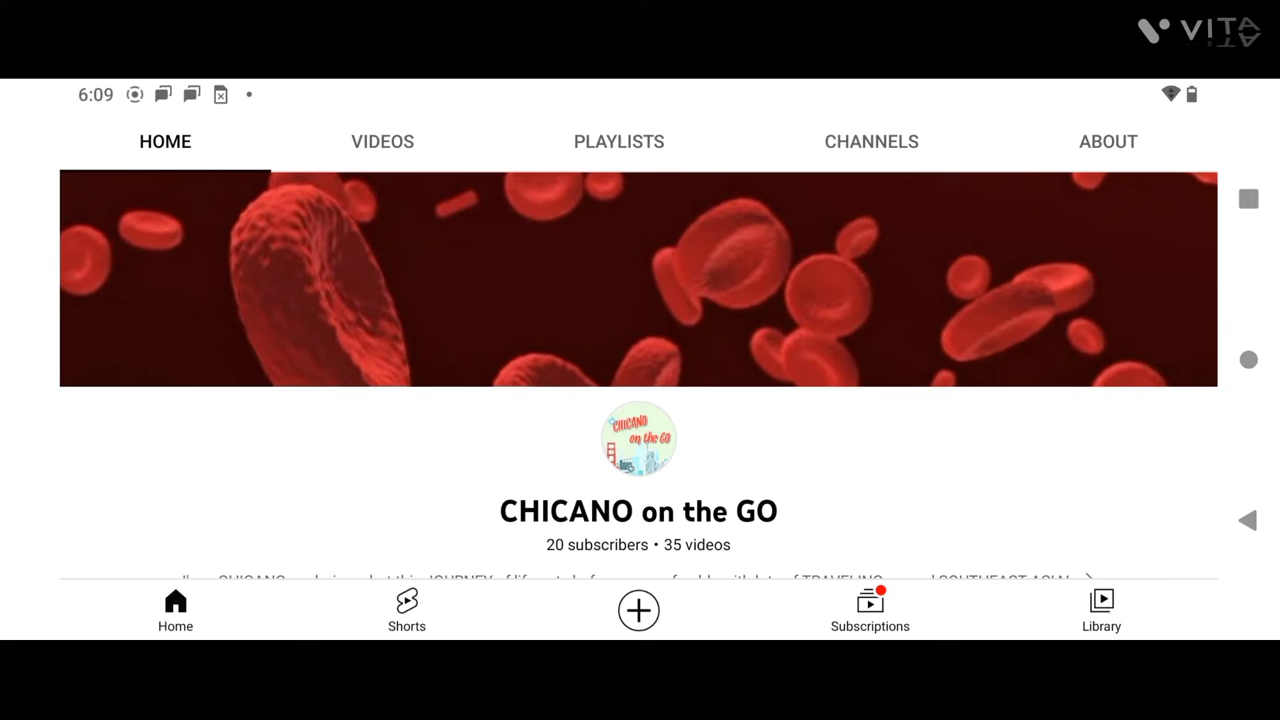 VITA
6:09
HOME VIDEOS PLAYLISTS CHANNELS ABOUT
CHICANO
on the GO
CHICANO on the GO
20 subscribers • 35 videos
Home Shorts Subscriptions Library